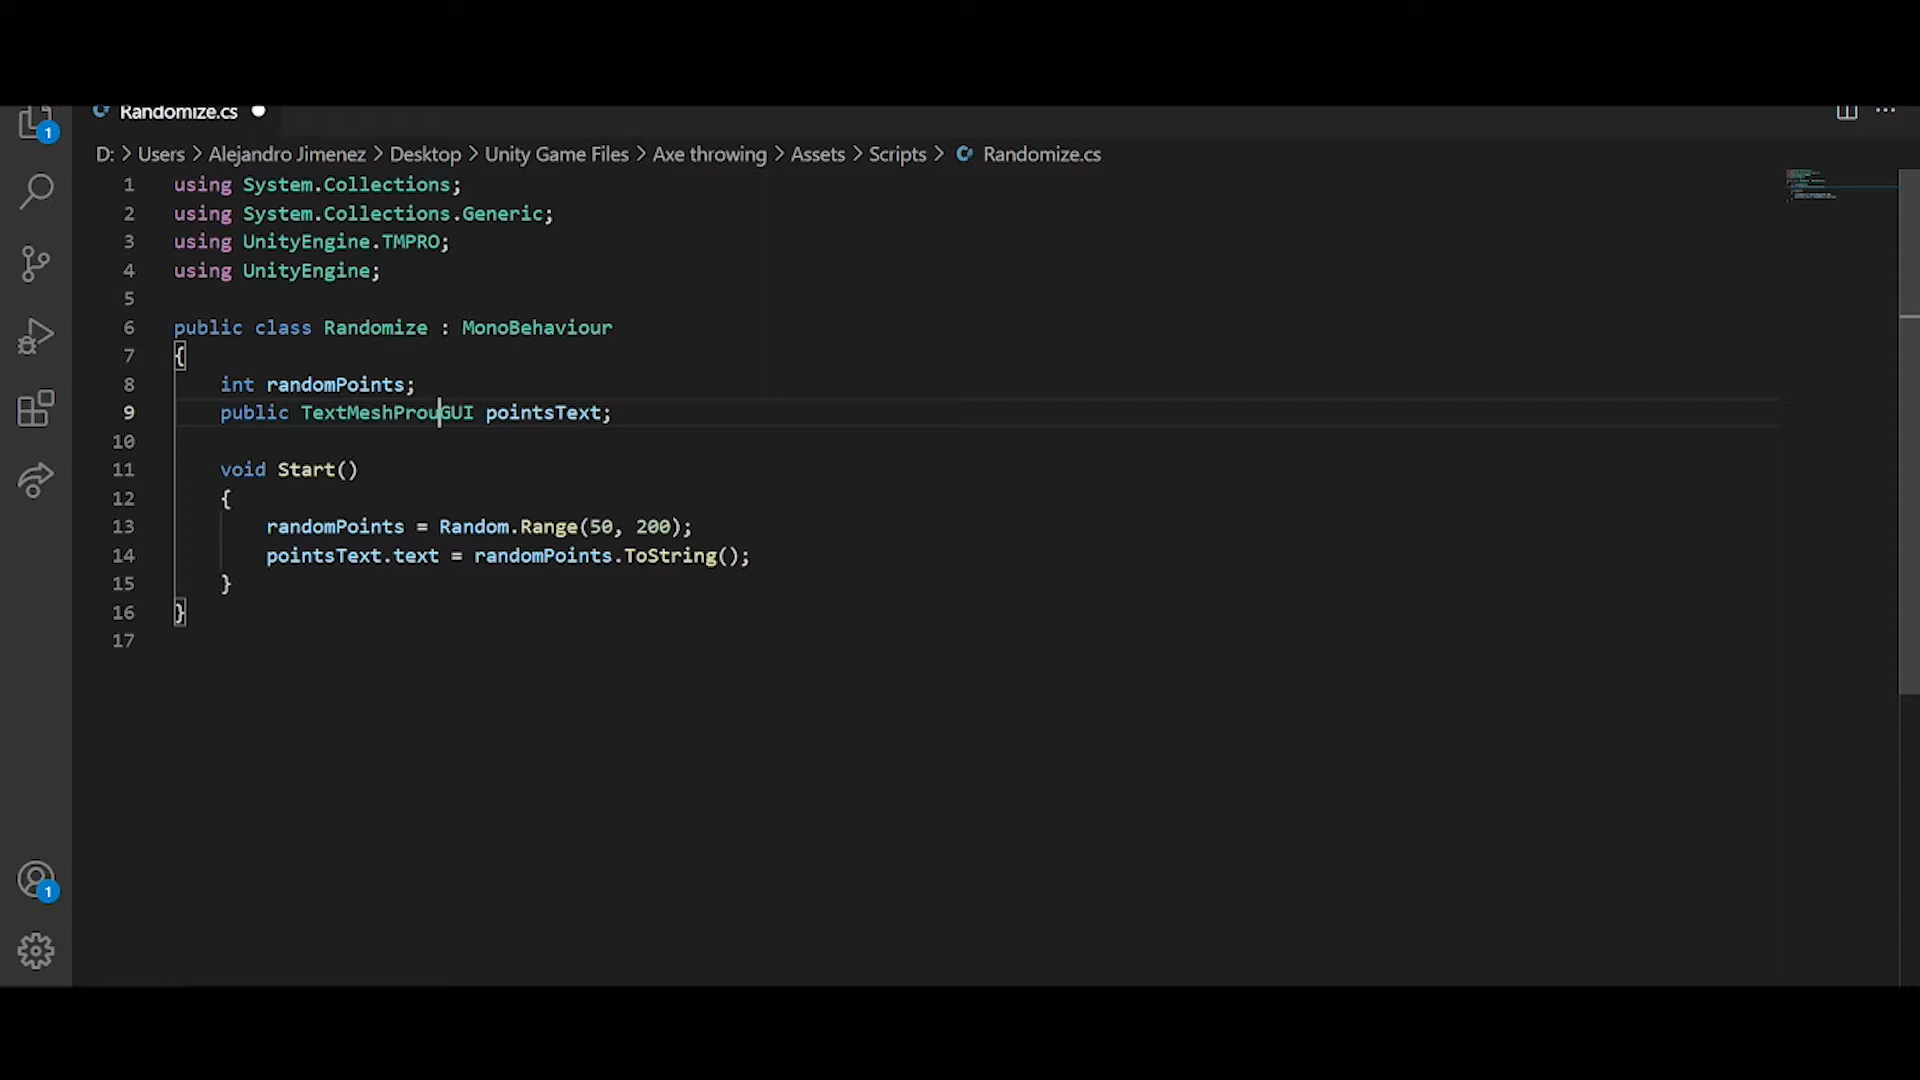 Randomize.cs
D: > Users > Alejandro Jimenez > Desktop > Unity Game Files > Axe throwing > Assets > Scripts > Randomize.cs
1 using System.Collections;
2 using System.Collections.Generic;
3 using UnityEngine.TMPRO;
4 using UnityEngine;
5
6 public class Randomize : MonoBehaviour
7 {
8 int randomPoints;
9 public TextMeshProuGUI pointsText;
10
11 void Start()
12 {
13 randomPoints = Random.Range(50, 200);
14 pointsText.text = randomPoints.ToString();
15 }
16 }
17
1
1